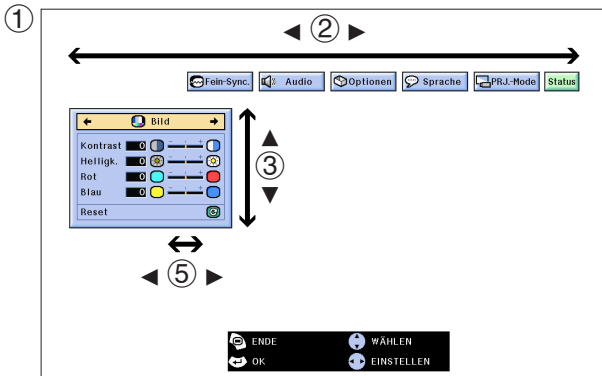 ①
◀ ② ▶
Fein-Sync. Audio Optionen Sprache PRJ.-Mode Status
Bild
Kontrast 0 - +
Helligk. 0 - +
Rot 0 - +
Blau 0 - +
Reset
▲
③
▼
◀ ⑤ ▶
ENDE WÄHLEN
OK EINSTELLEN